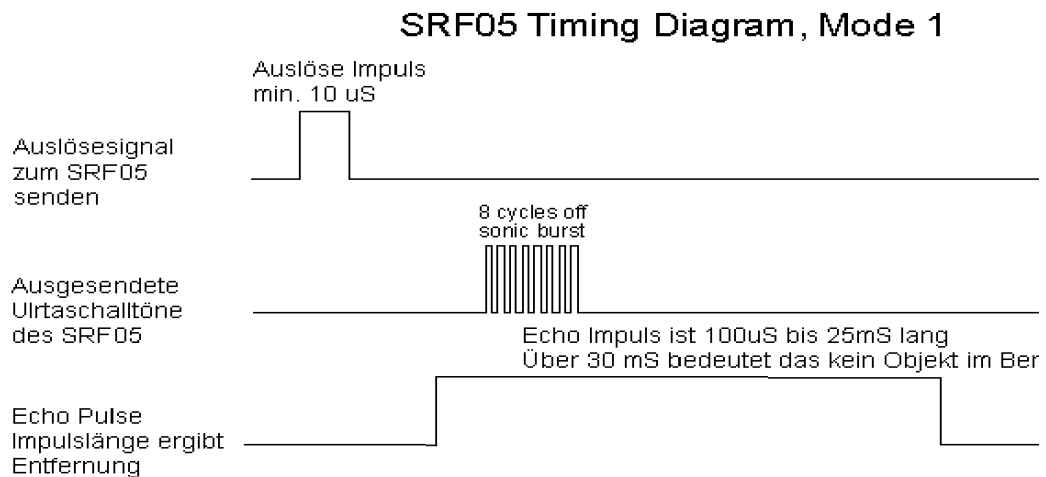 SRF05 Timing Diagram, Mode 1
Auslöse Impuls
min. 10 uS
Auslösesignal
zum SRF05
senden
8 cycles off
sonic burst
Ausgesendete
Ulrtaschalltöne
des SRF05
Echo Impuls ist 100uS bis 25mS lang
Über 30 mS bedeutet das kein Objekt im Ber
Echo Pulse
Impulslänge ergibt
Entfernung